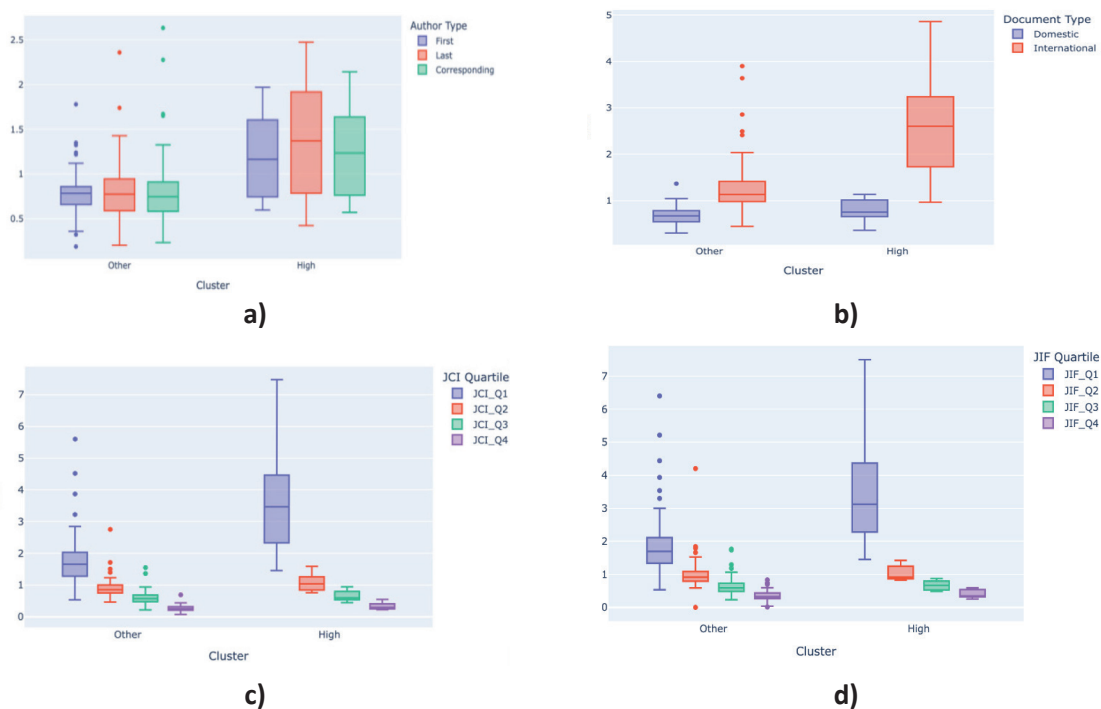 Author Type
First
Last
Corresponding
2.5
2
1.5
1
0.5
Other
High
Cluster
a)
Document Type
Domestic
International
5
4
3
2
1
Other
High
Cluster
b)
JCI Quartile
JCI_Q1
JCI_Q2
JCI_Q3
JCI_Q4
7
6
5
4
3
2
1
0
Other
High
Cluster
c)
JIF Quartile
JIF_Q1
JIF_Q2
JIF_Q3
JIF_Q4
7
6
5
4
3
2
1
0
Other
High
Cluster
d)